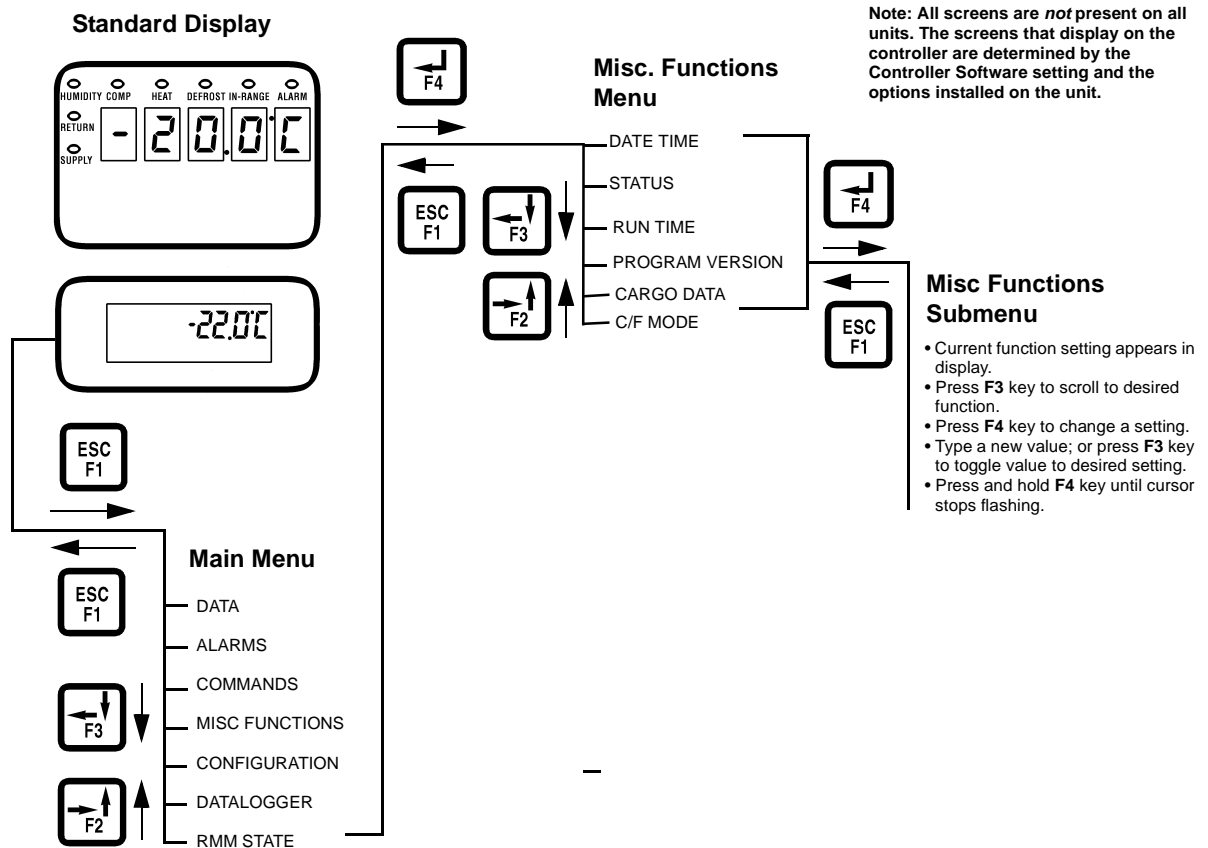 Standard Display
HUMIDITY COMP HEAT DEFROST IN-RANGE ALARM
RETURN
SUPPLY
- 20.0°C
-22.0°C
ESC
F1
ESC
F1
F3
F2
Main Menu
DATA
ALARMS
COMMANDS
MISC FUNCTIONS
CONFIGURATION
DATALOGGER
RMM STATE
F4
ESC
F1
F3
F2
Misc. Functions
Menu
DATE TIME
STATUS
RUN TIME
PROGRAM VERSION
CARGO DATA
C/F MODE
Note: All screens are not present on all
units. The screens that display on the
controller are determined by the
Controller Software setting and the
options installed on the unit.
F4
ESC
F1
Misc Functions
Submenu
• Current function setting appears in
display.
• Press F3 key to scroll to desired
function.
• Press F4 key to change a setting.
• Type a new value; or press F3 key
to toggle value to desired setting.
• Press and hold F4 key until cursor
stops flashing.